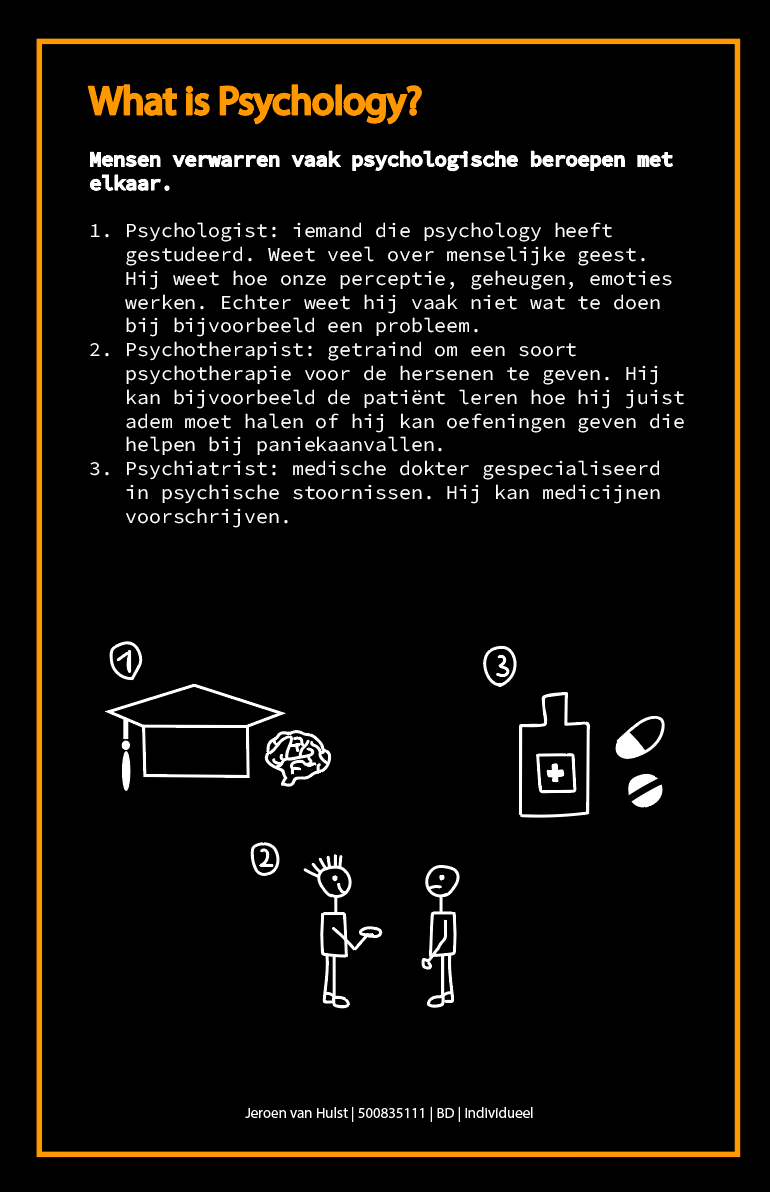 What is Psychology?
Mensen verwarren vaak psychologische beroepen met
elkaar.
1. Psychologist: iemand die psychology heeft
gestudeerd. Weet veel over menselijke geest.
Hij weet hoe onze perceptie, geheugen, emoties
werken. Echter weet hij vaak niet wat te doen
bij bijvoorbeeld een probleem.
2. Psychotherapist: getraind om een soort
psychotherapie voor de hersenen te geven. Hij
kan bijvoorbeeld de patiënt leren hoe hij juist
adem moet halen of hij kan oefeningen geven die
helpen bij paniekaanvallen.
3. Psychiatrist: medische dokter gespecialiseerd
in psychische stoornissen. Hij kan medicijnen
voorschrijven.
1
3
2
Jeroen van Hulst | 500835111 | BD | Individueel